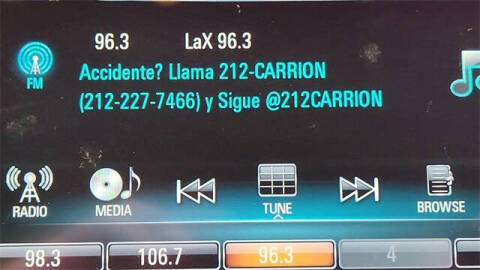 96.3 LaX 96.3
FM
Accidente? Llama 212-CARRION
(212-227-7466) y Sigue @212CARRION
RADIO MEDIA TUNE BROWSE
98.3 106.7 96.3 4